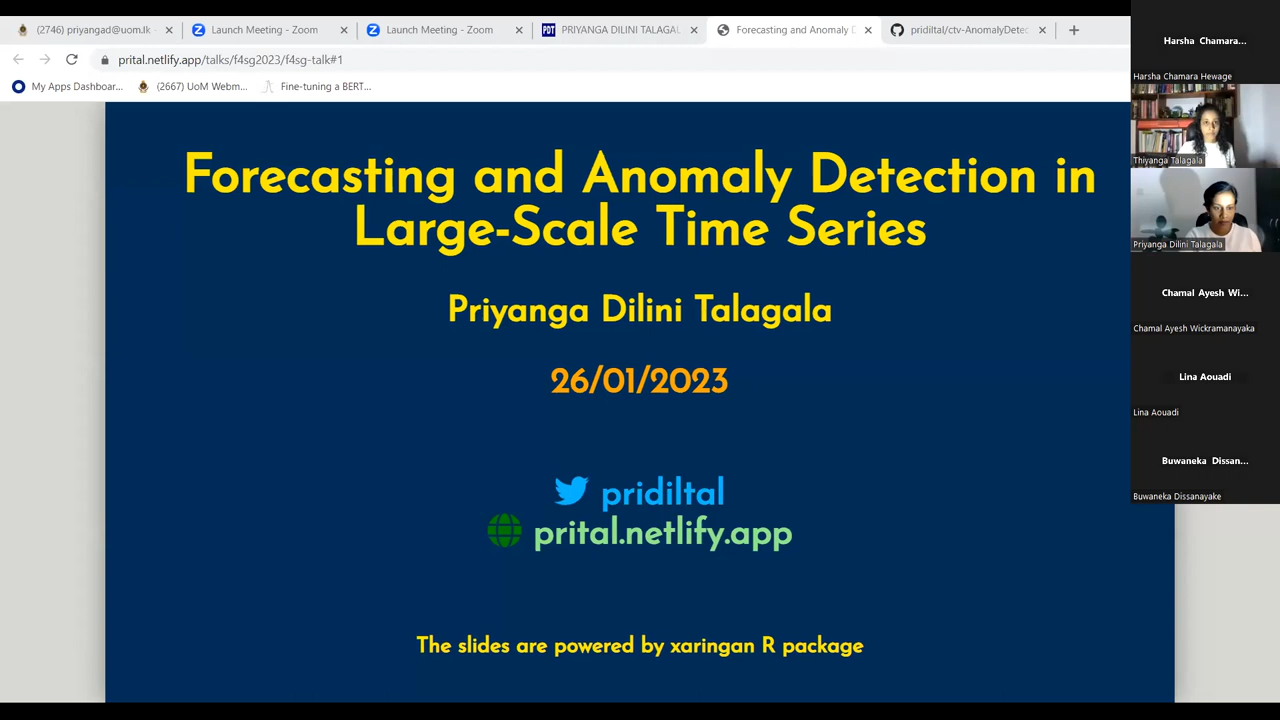 (2746) priyangad@uom.lk -
Launch Meeting - Zoom
Launch Meeting - Zoom
PDT PRIYANGA DILINI TALAGAL
Forecasting and Anomaly D
pridiltal/ctv-AnomalyDetec
prital.netlify.app/talks/f4sg2023/f4sg-talk#1
My Apps Dashboar...
(2667) UoM Webm...
Fine-tuning a BERT...
Forecasting and Anomaly Detection in
Large-Scale Time Series
Priyanga Dilini Talagala
26/01/2023
pridiltal
prital.netlify.app
The slides are powered by xaringan R package
Harsha Chamara...
Harsha Chamara Hewage
Thiyanga Talagala
Priyanga Dilini Talagala
Chamal Ayesh Wi...
Chamal Ayesh Wickramanayaka
Lina Aouadi
Lina Aouadi
Buwaneka Dissan...
Buwaneka Dissanayake